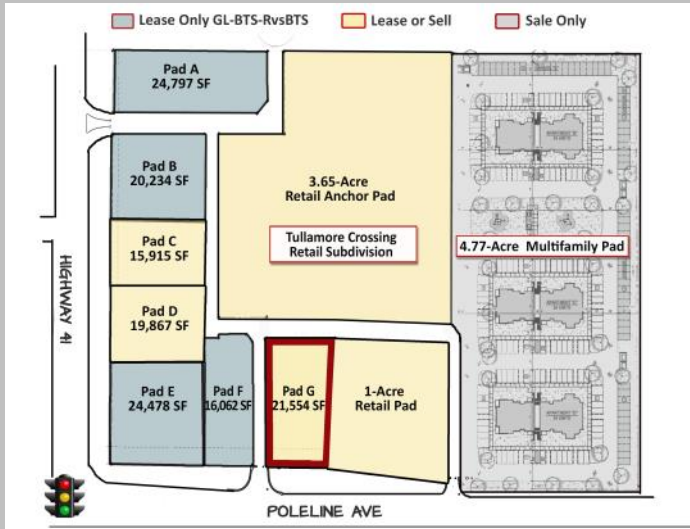 Lease Only GL-BTS-RvsBTS
Lease or Sell
Sale Only
Pad A
24,797 SF
Pad B
20,234 SF
Pad C
15,915 SF
Pad D
19,867 SF
Pad E
24,478 SF
Pad F
16,062 SF
3.65-Acre
Retail Anchor Pad
Tullamore Crossing
Retail Subdivision
4.77-Acre Multifamily Pad
Pad G
21,554 SF
1-Acre
Retail Pad
HIGHWAY 41
POLELINE AVE